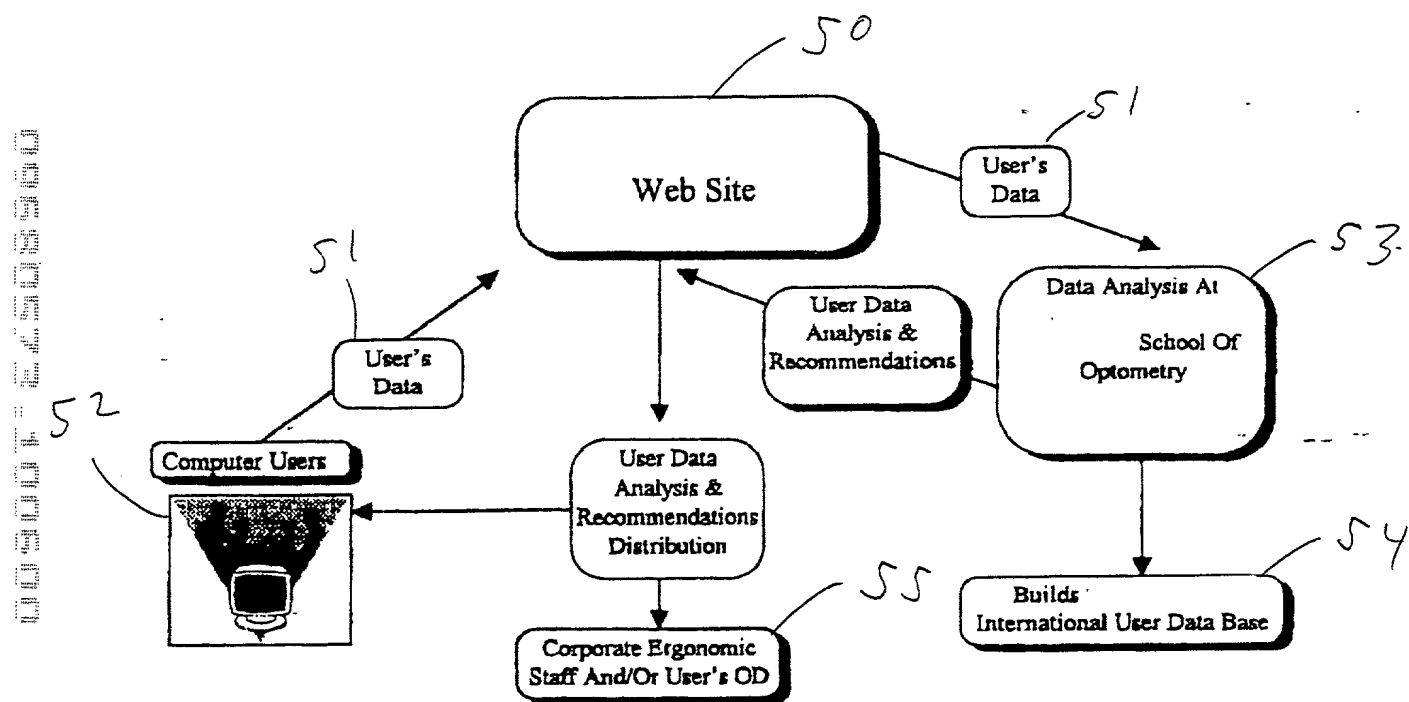 50
Web Site
51
User's
Data
53
Data Analysis At
School Of
Optometry
User Data
Analysis &
Recommendations
51
User's
Data
52
Computer Users
User Data
Analysis &
Recommendations
Distribution
55
Corporate Ergonomic
Staff And/Or User's OD
54
Builds
International User Data Base